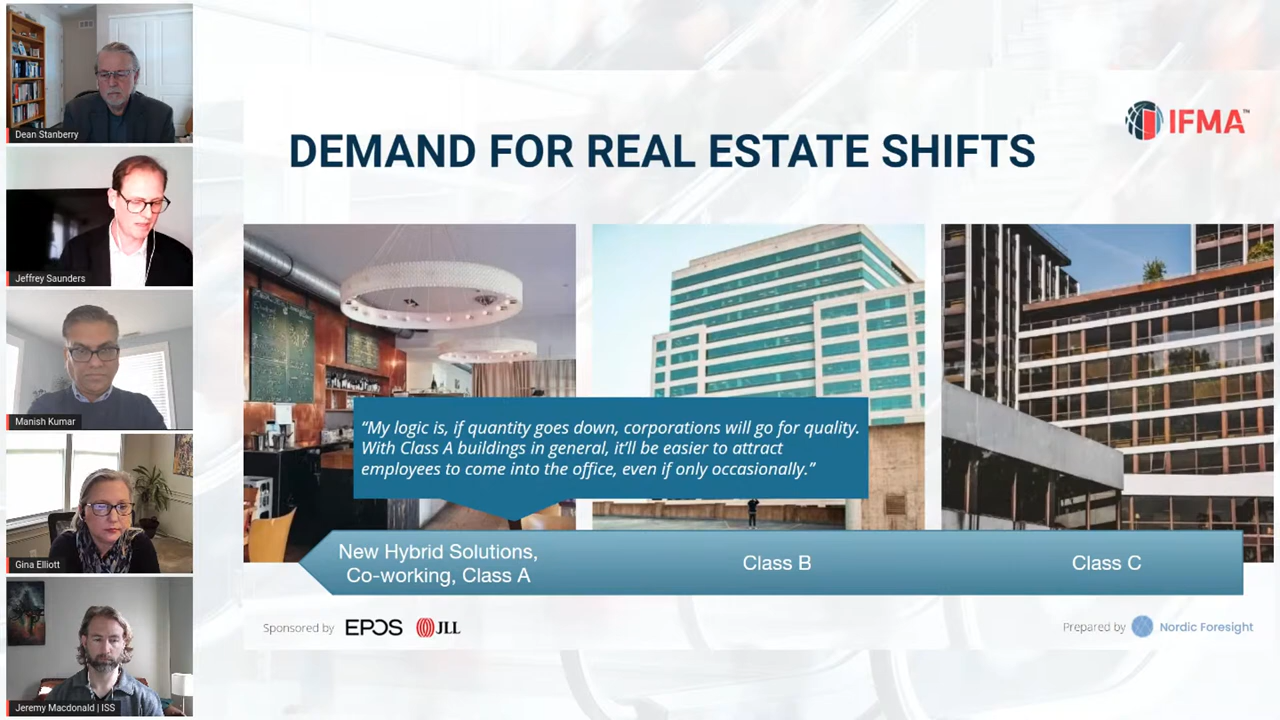 Dean Stanberry
Jeffrey Saunders
Manish Kumar
Gina Elliott
Jeremy Macdonald | ISS
IFMA™
DEMAND FOR REAL ESTATE SHIFTS
“My logic is, if quantity goes down, corporations will go for quality.
With Class A buildings in general, it’ll be easier to attract
employees to come into the office, even if only occasionally.”
New Hybrid Solutions,
Co-working, Class A
Class B
Class C
Sponsored by EPOS JLL
Prepared by Nordic Foresight